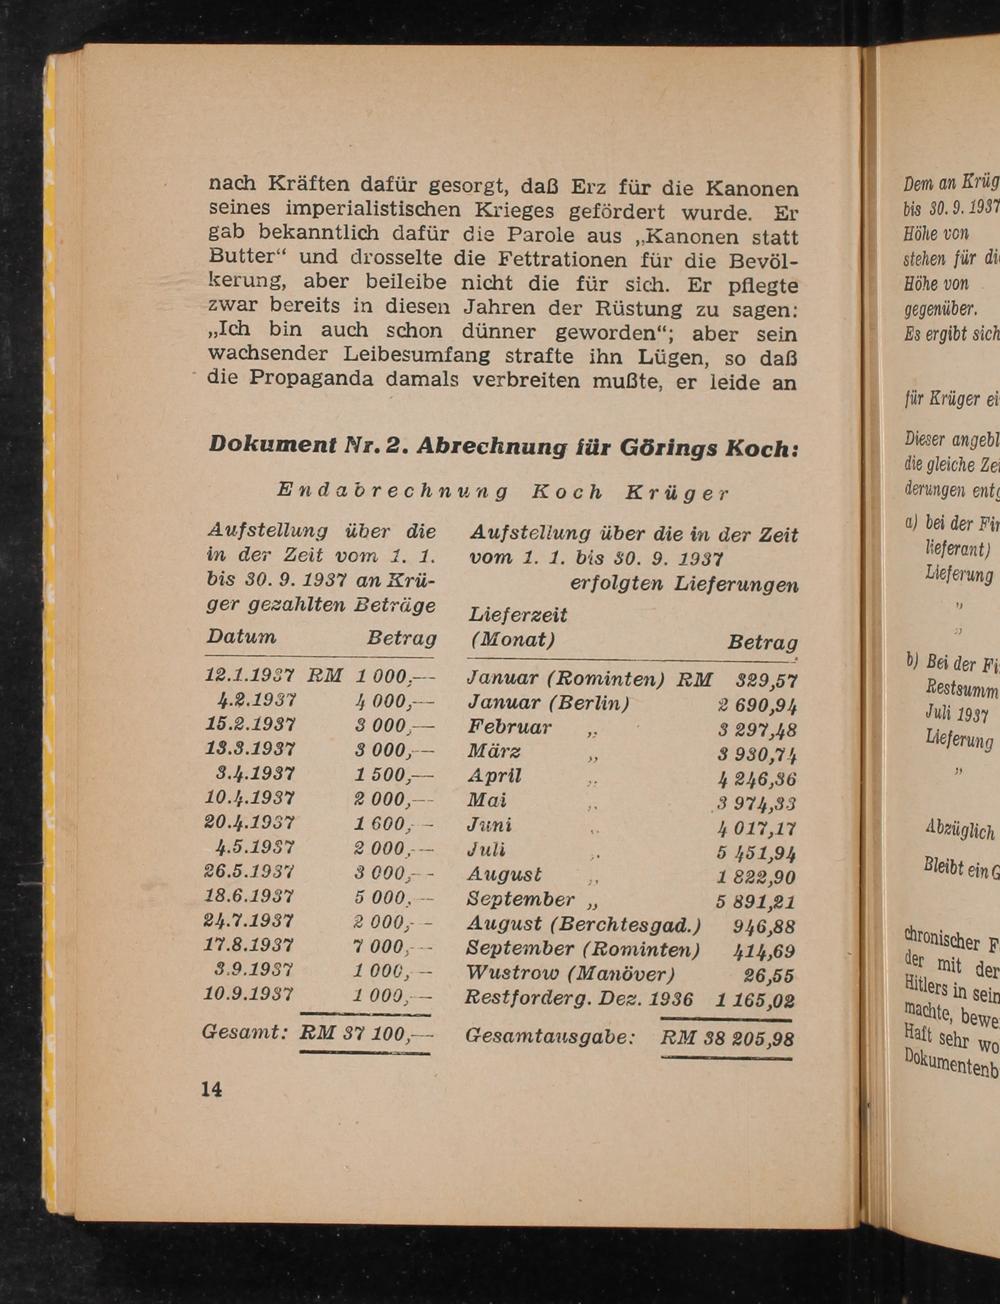 nach Kräften dafür gesorgt, daß Erz für die Kanonen
seines imperialistischen Krieges gefördert wurde. Er
gab bekanntlich dafür die Parole aus „Kanonen statt
Butter“ und drosselte die Fettrationen für die Bevöl-
kerung, aber beileibe nicht die für sich. Er pflegte
zwar bereits in diesen Jahren der Rüstung zu sagen:
„Ich bin auch schon dünner geworden“; aber sein
wachsender Leibesumfang strafte ihn Lügen, so daß
die Propaganda damals verbreiten mußte, er leide an
Dokument Nr. 2. Abrechnung für Görings Koch:
Endabrechnung Koch Krüger
Aufstellung über die
in der Zeit vom 1. 1.
bis 30. 9. 1937 an Krü-
ger gezahlten Beträge
Datum Betrag
12.1.1937 RM 1 000,—
4.2.1937 4 000,—
15.2.1937 3 000,—
13.3.1937 3 000,—
3.4.1937 1 500,—
10.4.1937 2 000,—
20.4.1937 1 600,—
4.5.1937 2 000,—
26.5.1937 3 000,—
18.6.1937 5 000,—
24.7.1937 2 000,—
17.8.1937 7 000,—
3.9.1937 1 000,—
10.9.1937 1 000,—
Gesamt: RM 37 100,—
Aufstellung über die in der Zeit
vom 1. 1. bis 30. 9. 1937
erfolgten Lieferungen
Lieferzeit
(Monat) Betrag
Januar (Rominten) RM 329,57
Januar (Berlin) 2 690,94
Februar „ 3 297,48
März „ 3 930,74
April „ 4 246,36
Mai „ 3 974,33
Juni „ 4 017,17
Juli „ 5 451,94
August „ 1 822,90
September „ 5 891,21
August (Berchtesgad.) 946,88
September (Rominten) 414,69
Wustrow (Manöver) 26,55
Restforderg. Dez. 1936 1 165,02
Gesamtausgabe: RM 38 205,98
14
Dem an Krüg
bis 30. 9. 1937
Höhe von
stehen für di
Höhe von
gegenüber.
Es ergibt sich
für Krüger ei
Dieser angebl
die gleiche Zei
derungen entg
a) bei der Fir
lieferant)
Lieferung
„
„
b) Bei der Fi
Restsumm
Juli 1937
Lieferung
„
Abzüglich
Bleibt ein G
chronischer F
der mit der
Hitlers in sein
machte, bewe
Haft sehr wo
Dokumentenb